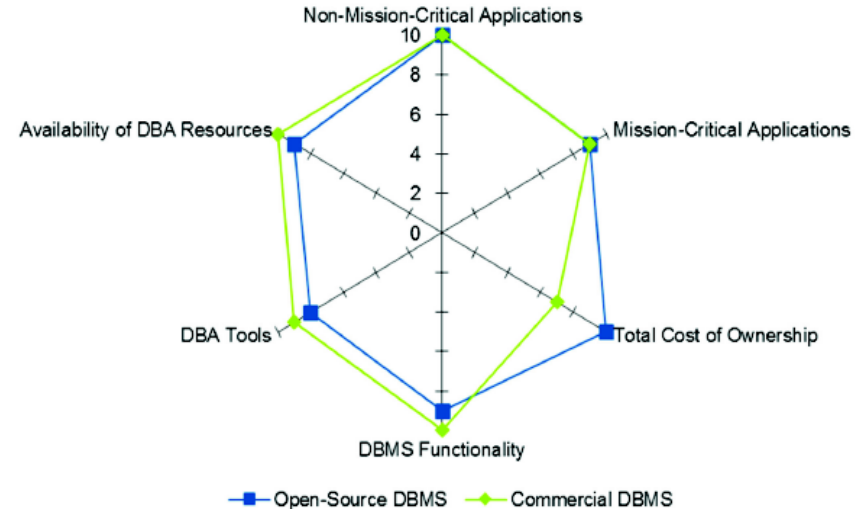 Non-Mission-Critical Applications
10
8
6
4
2
0
Availability of DBA Resources
Mission-Critical Applications
DBA Tools
Total Cost of Ownership
DBMS Functionality
Open-Source DBMS
Commercial DBMS